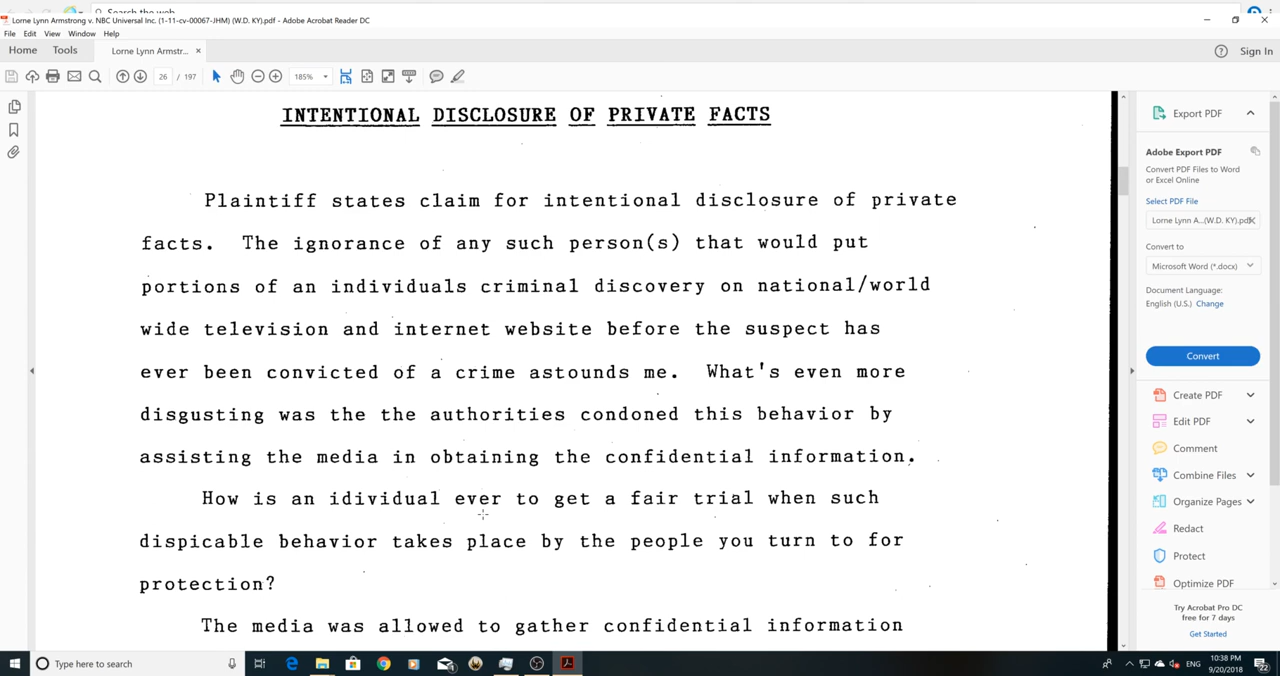 Search the web
Lorne Lynn Armstrong v. NBC Universal Inc. (1-11-cv-00067-JHM) (W.D. KY).pdf - Adobe Acrobat Reader DC
File Edit View Window Help
Home Tools Lorne Lynn Armstr... ×
Sign In
26 / 197 185%
INTENTIONAL DISCLOSURE OF PRIVATE FACTS
Plaintiff states claim for intentional disclosure of private
facts. The ignorance of any such person(s) that would put
portions of an individuals criminal discovery on national/world
wide television and internet website before the suspect has
ever been convicted of a crime astounds me. What's even more
disgusting was the the authorities condoned this behavior by
assisting the media in obtaining the confidential information.
How is an idividual ever to get a fair trial when such
dispicable behavior takes place by the people you turn to for
protection?
The media was allowed to gather confidential information
Export PDF
Adobe Export PDF
Convert PDF Files to Word
or Excel Online
Select PDF File
Lorne Lynn A...(W.D. KY).pdf
Convert to
Microsoft Word (*.docx)
Document Language:
English (U.S.) Change
Convert
Create PDF
Edit PDF
Comment
Combine Files
Organize Pages
Redact
Protect
Optimize PDF
Try Acrobat Pro DC
free for 7 days
Get Started
Type here to search
ENG
10:38 PM
9/20/2018
22